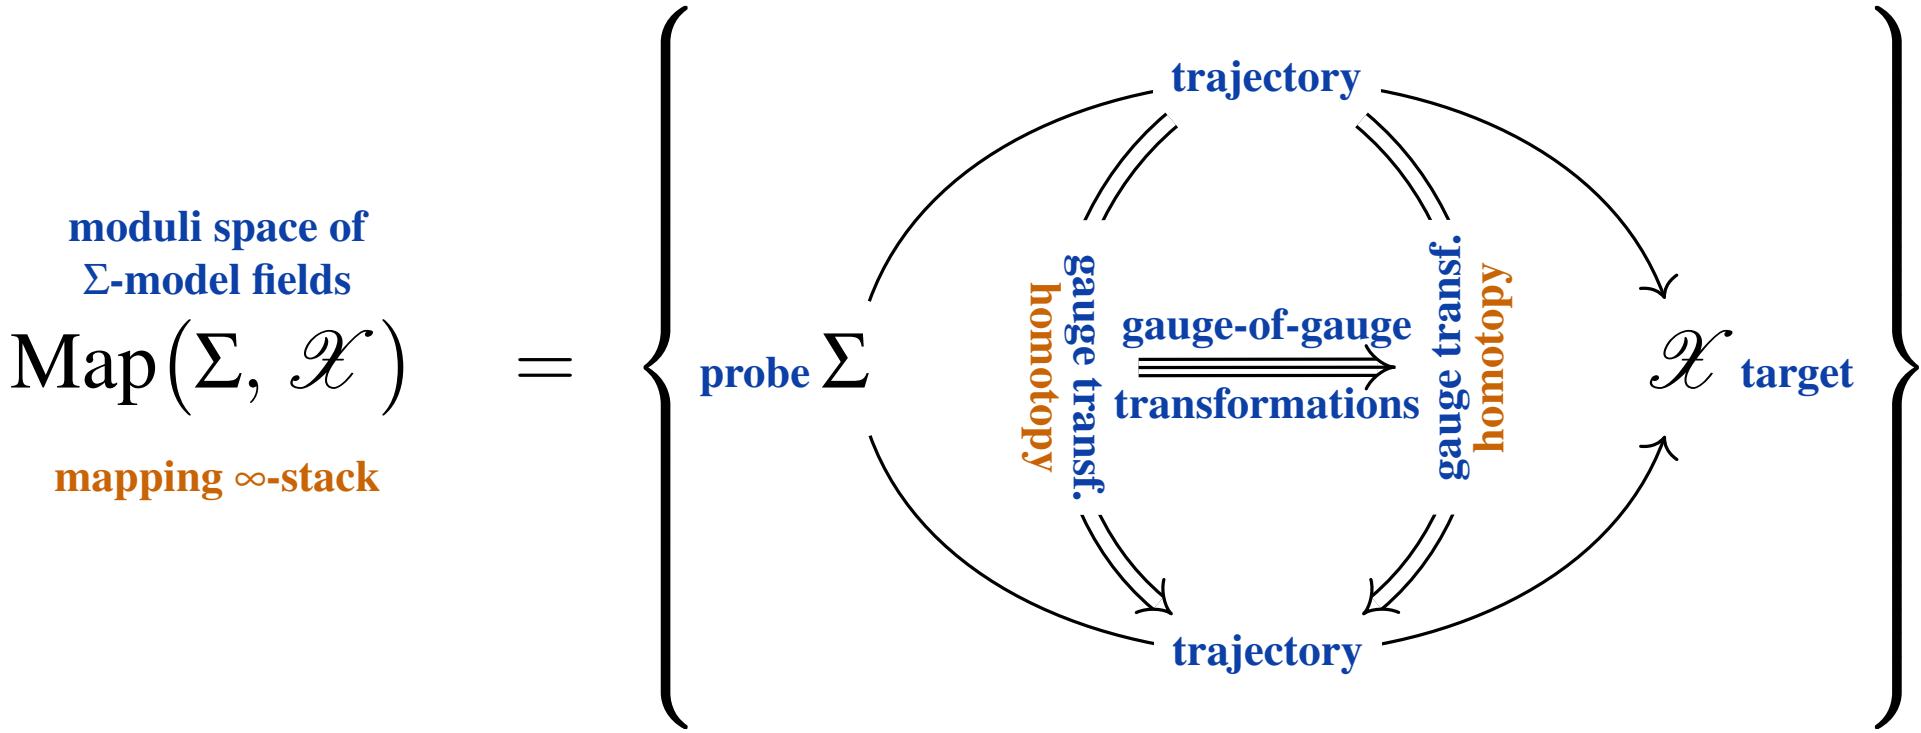 moduli space of
Σ-model fields
Map(Σ, 𝒳)
mapping ∞-stack
=
trajectory
probe Σ
homotopy
gauge transf.
gauge-of-gauge
transformations
gauge transf.
homotopy
𝒳 target
trajectory